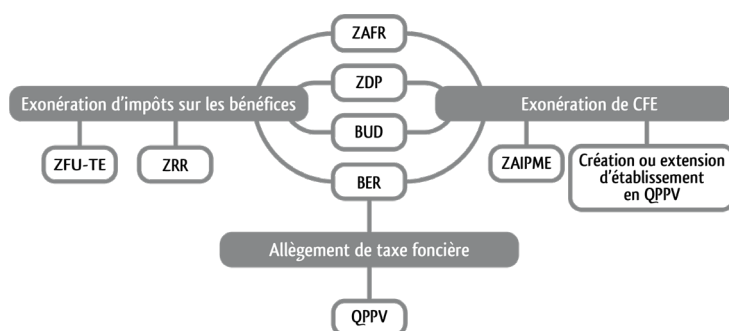 ZAFR
ZDP
Exonération d'impôts sur les bénéfices
Exonération de CFE
BUD
ZFU-TE
ZRR
BER
ZAIPME
Création ou extension
d'établissement
en QPPV
Allègement de taxe foncière
QPPV